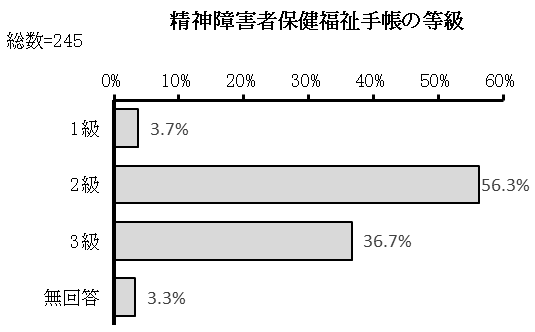 精神障害者保健福祉手帳の等級
総数=245
0% 10% 20% 30% 40% 50% 60%
1級 3.7%
2級 56.3%
3級 36.7%
無回答 3.3%